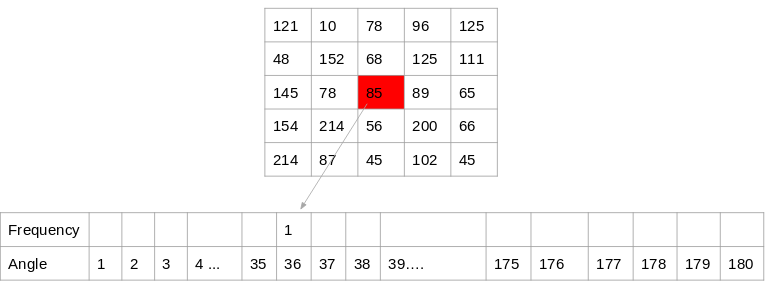 121 10 78 96 125
48 152 68 125 111
145 78 85 89 65
154 214 56 200 66
214 87 45 102 45
Frequency 1
Angle 1 2 3 4 ... 35 36 37 38 39.... 175 176 177 178 179 180